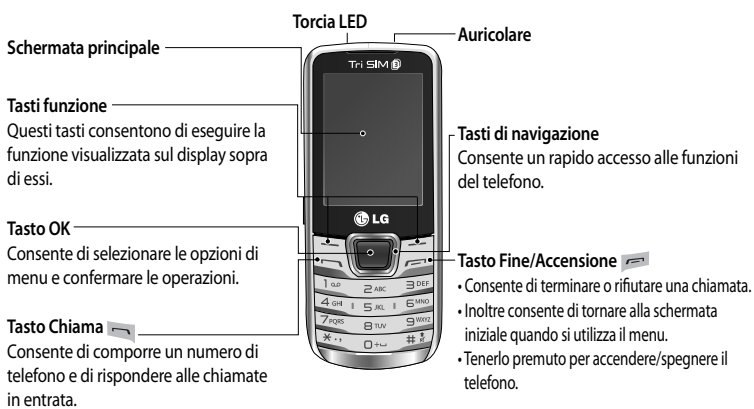 Torcia LED
Schermata principale
Auricolare
Tri SIM
Tasti funzione
Questi tasti consentono di eseguire la
funzione visualizzata sul display sopra
di essi.
Tasti di navigazione
Consente un rapido accesso alle funzioni
del telefono.
LG
Tasto OK
Consente di selezionare le opzioni di
menu e confermare le operazioni.
Tasto Fine/Accensione
• Consente di terminare o rifiutare una chiamata.
• Inoltre consente di tornare alla schermata
iniziale quando si utilizza il menu.
• Tenerlo premuto per accendere/spegnere il
telefono.
Tasto Chiama
Consente di comporre un numero di
telefono e di rispondere alle chiamate
in entrata.
1 2 ABC 3 DEF
4 GHI 5 JKL 6 MNO
7 PQRS 8 TUV 9 WXYZ
* 0 + #